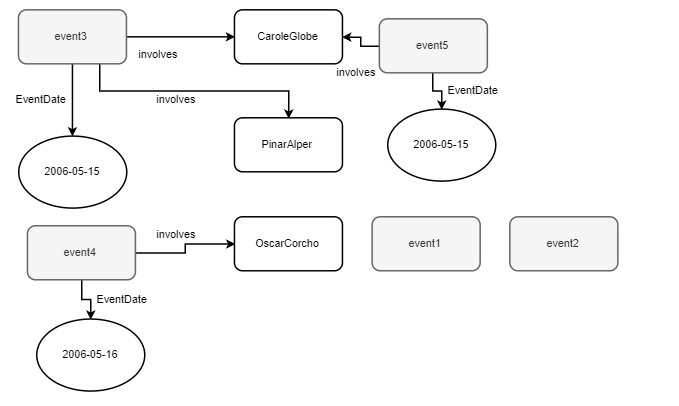 event3
CaroleGlobe
event5
involves
involves
EventDate
involves
EventDate
PinarAlper
2006-05-15
2006-05-15
involves
event4
OscarCorcho
event1
event2
EventDate
2006-05-16